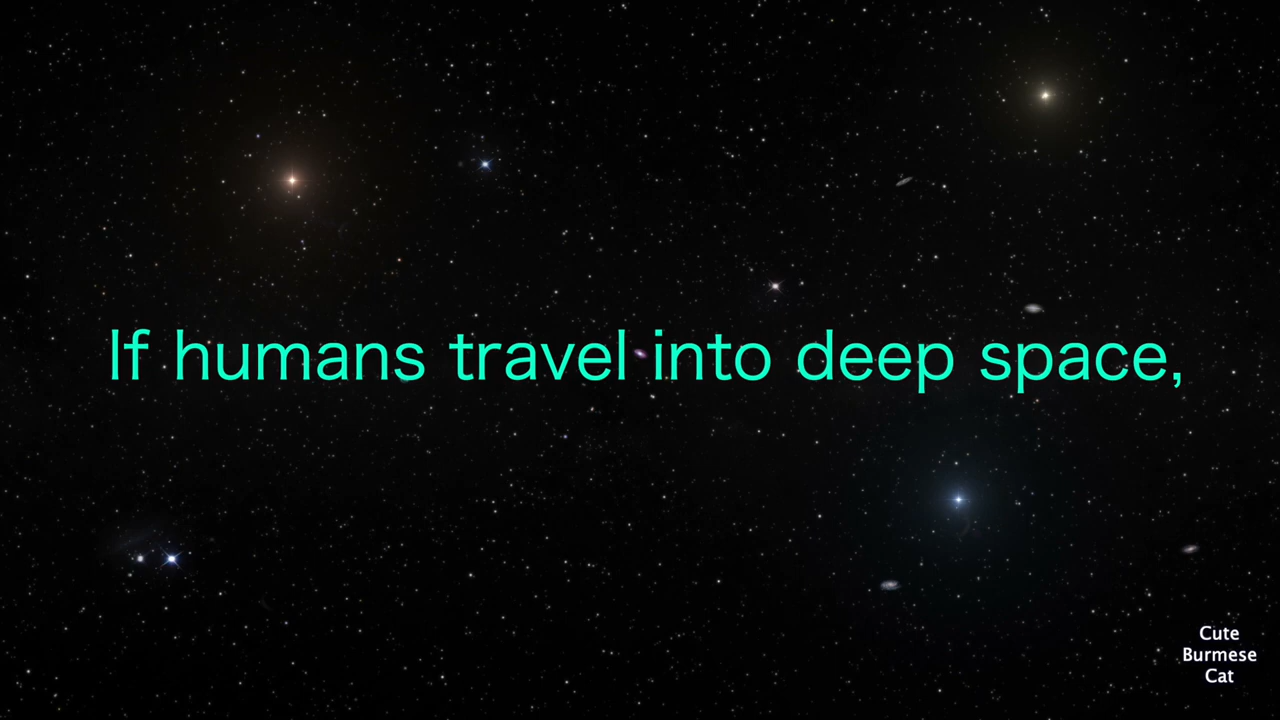 If humans travel into deep space,
Cute
Burmese
Cat